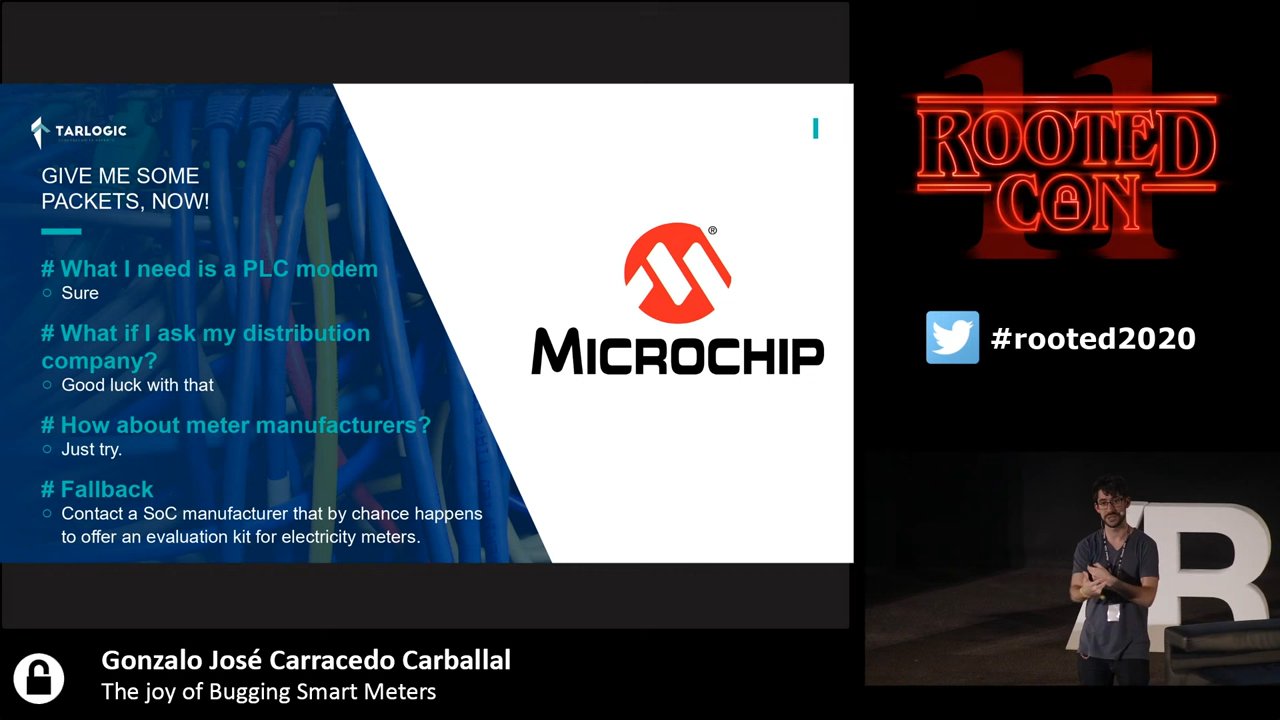 TARLOGIC
GIVE ME SOME
PACKETS, NOW!
# What I need is a PLC modem
○ Sure
# What if I ask my distribution
company?
○ Good luck with that
# How about meter manufacturers?
○ Just try.
# Fallback
○ Contact a SoC manufacturer that by chance happens
to offer an evaluation kit for electricity meters.
®
MICROCHIP
11
ROOTED
CON
#rooted2020
R
Gonzalo José Carracedo Carballal
The joy of Bugging Smart Meters